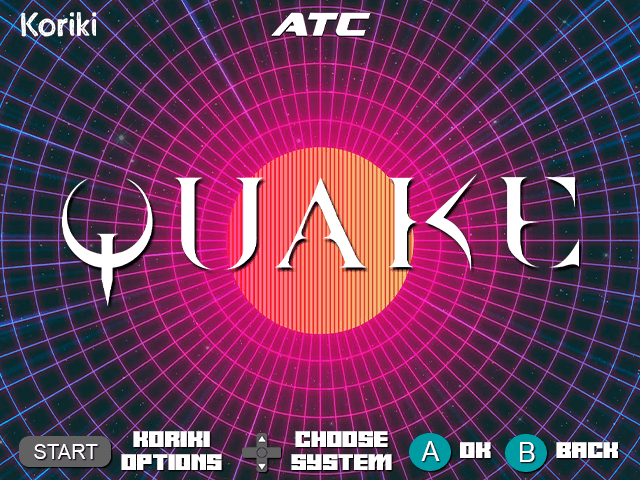 Koriki
ATC
QUAKE
START
KORIKI
OPTIONS
CHOOSE
SYSTEM
A
OK
B
BACK